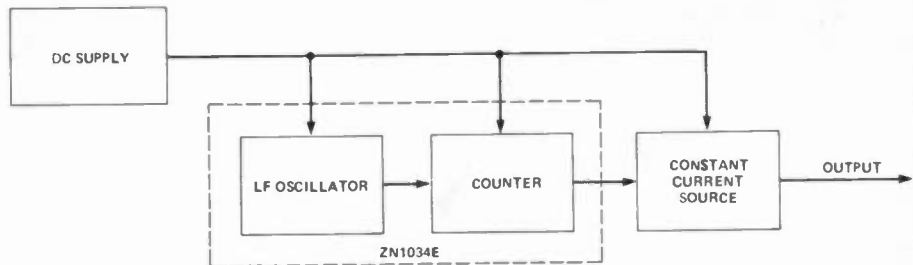 DC SUPPLY
LF OSCILLATOR
COUNTER
CONSTANT
CURRENT
SOURCE
OUTPUT
ZN1034E